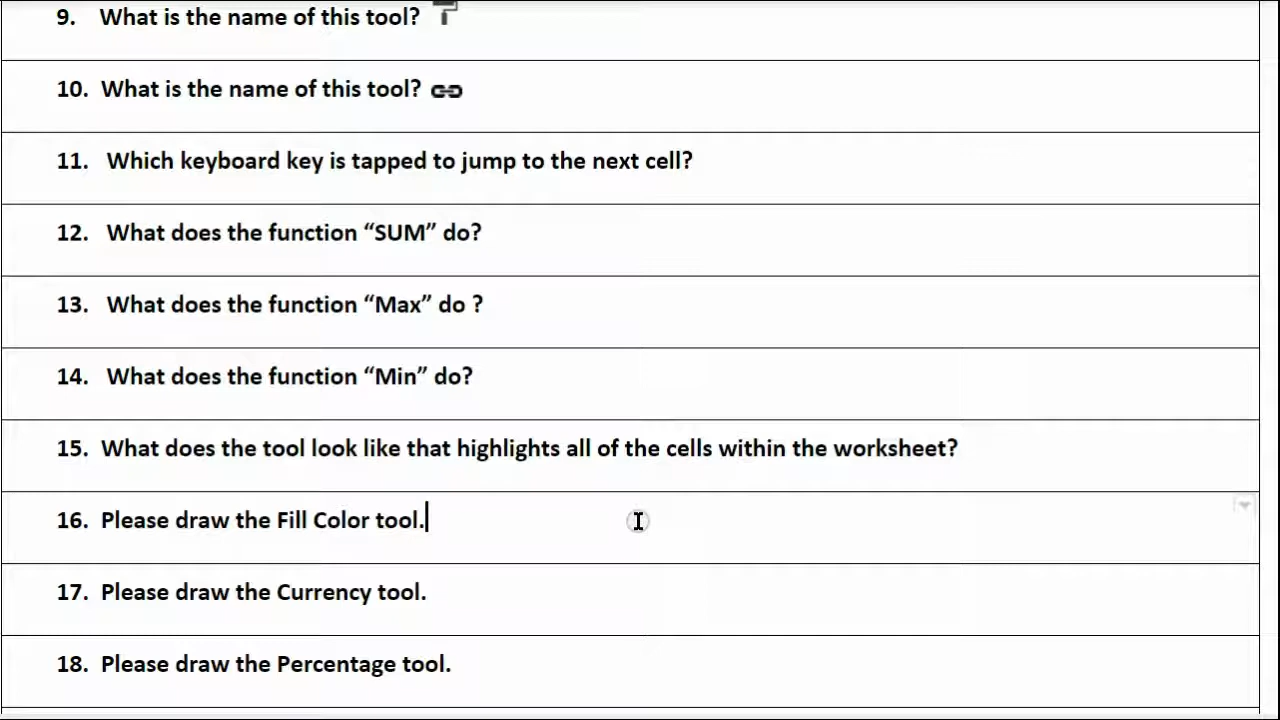 9. What is the name of this tool?
10. What is the name of this tool?
11. Which keyboard key is tapped to jump to the next cell?
12. What does the function “SUM” do?
13. What does the function “Max” do ?
14. What does the function “Min” do?
15. What does the tool look like that highlights all of the cells within the worksheet?
16. Please draw the Fill Color tool.
17. Please draw the Currency tool.
18. Please draw the Percentage tool.